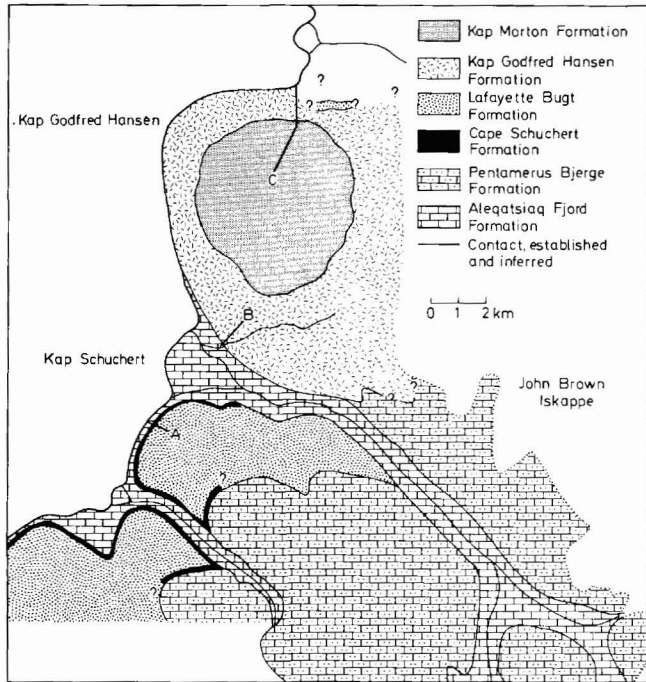 Kap Morton Formation
Kap Godfred Hansen
Formation
Lafayette Bugt
Formation
Cape Schuchert
Formation
Pentamerus Bjerge
Formation
Aleqatsiaq Fjord
Formation
Contact, established
and inferred
0 1 2 km
?
? ? ?
.Kap Godfred Hansen
C
B
Kap Schuchert
John Brown
Iskappe
?
?
A
?
?